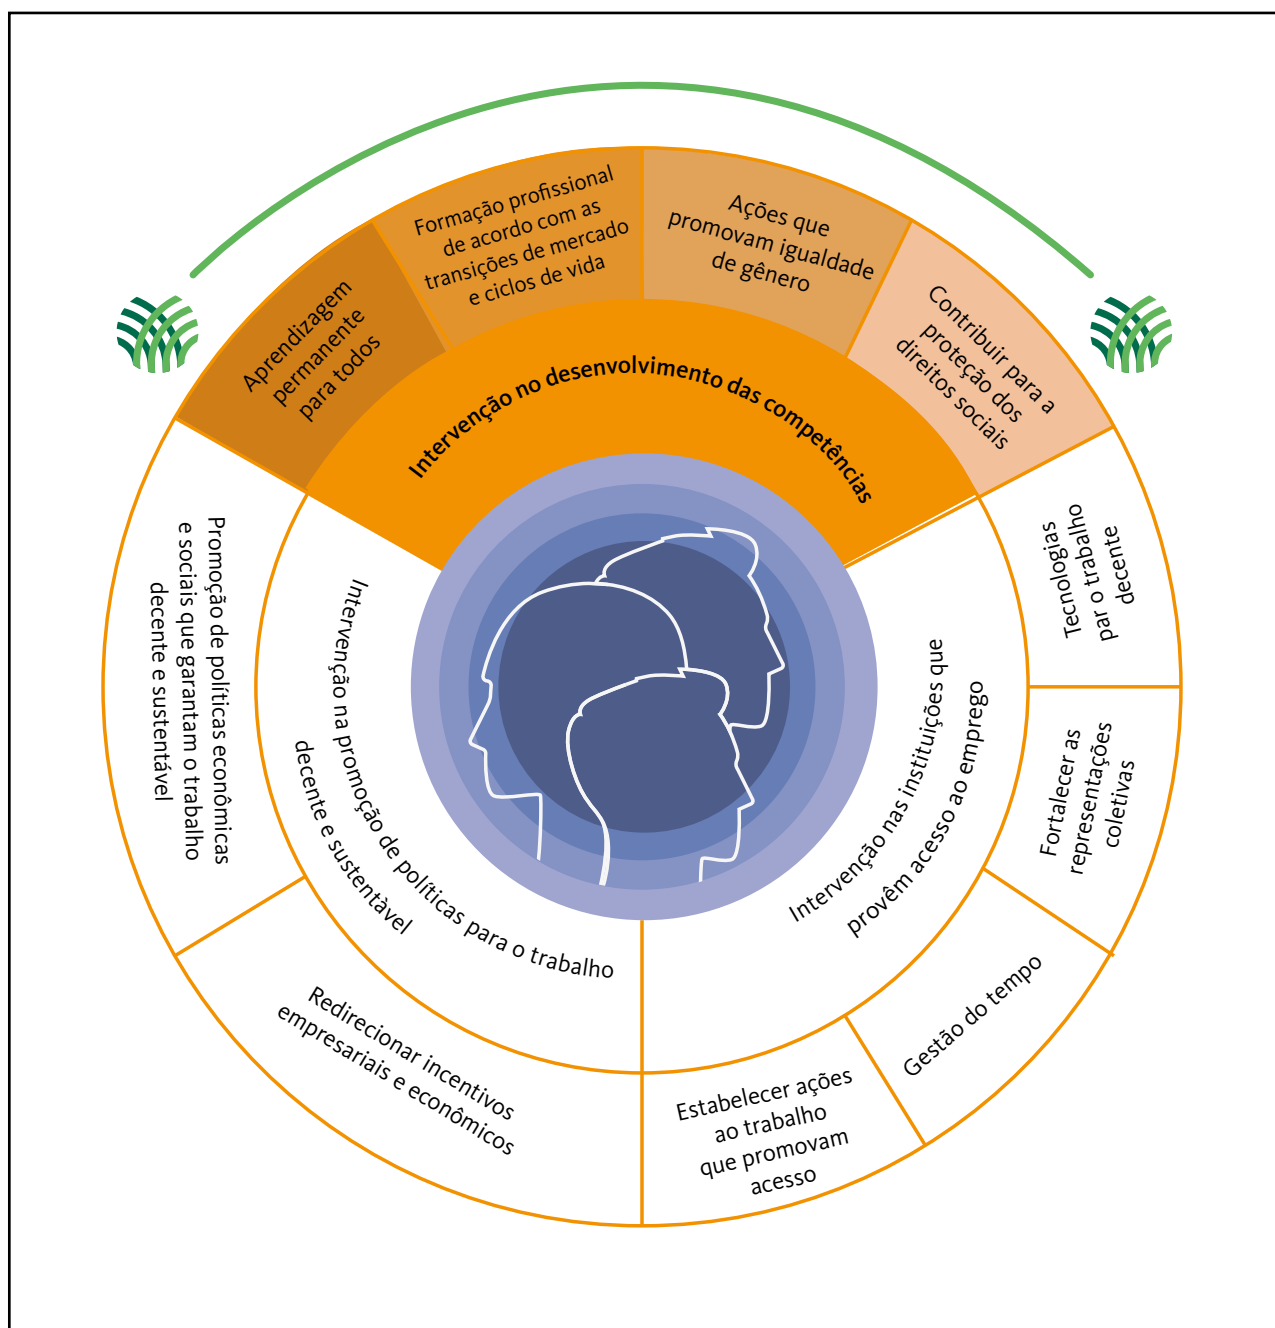 Aprendizagem
permanente
para todos
Formação profissional
de acordo com as
transições de mercado
e ciclos de vida
Ações que
promovam igualdade
de gênero
Contribuir para a
proteção dos
direitos sociais
Intervenção no desenvolvimento das competências
Tecnologias
par o trabalho
decente
Fortalecer as
representações
coletivas
Gestão do tempo
Estabelecer ações
ao trabalho
que promovam
acesso
Intervenção nas instituições que
provêm acesso ao emprego
Redirecionar incentivos
empresariais e econômicos
Promoção de políticas econômicas
e sociais que garantam o trabalho
decente e sustentável
Intervenção na promoção de políticas para o trabalho
decente e sustentàvel